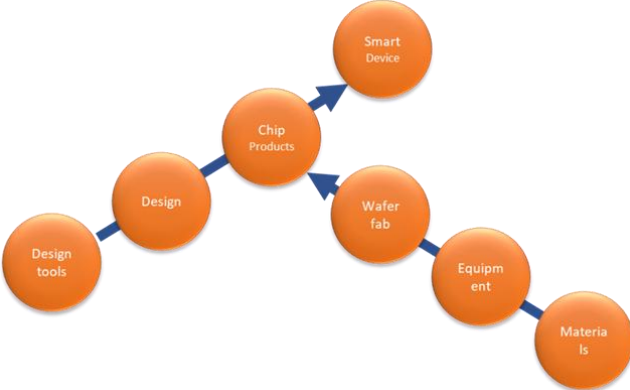 Smart
Device
Chip
Products
Design
Wafer
fab
Design
tools
Equipm
ent
Materia
ls